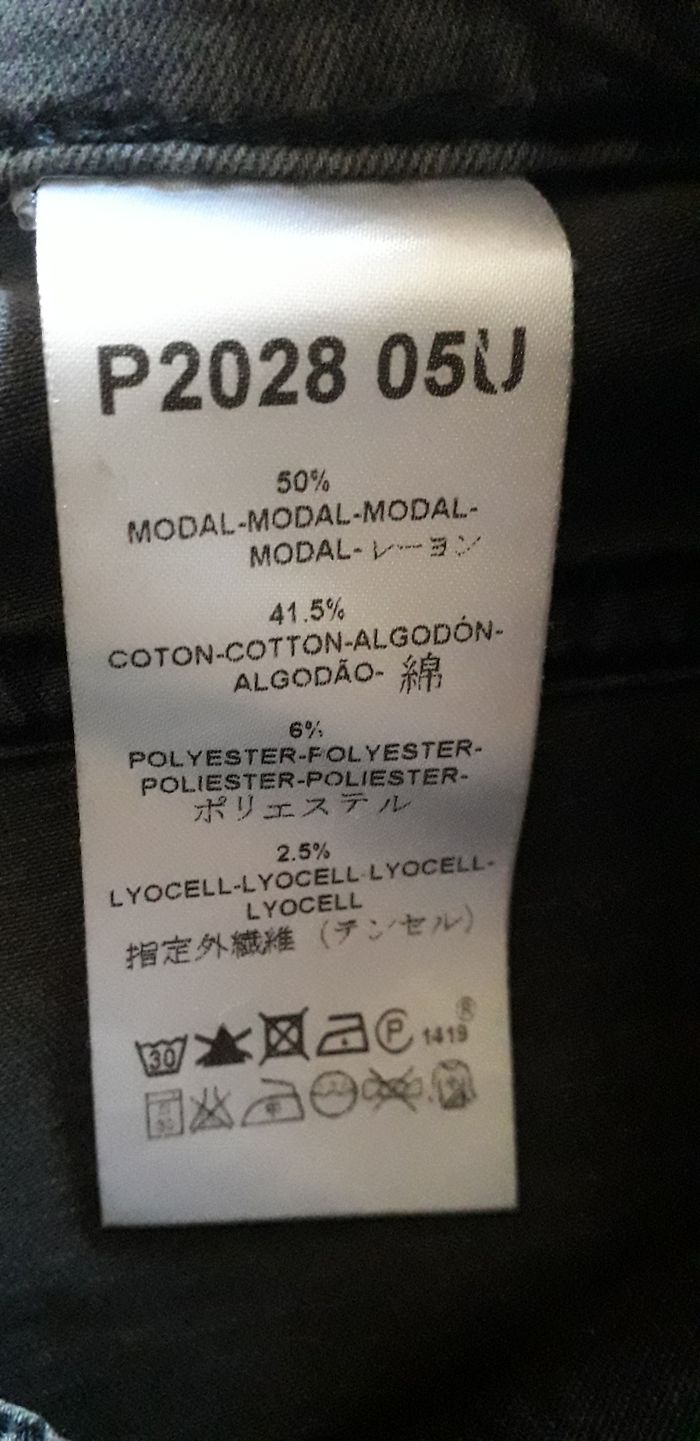 P2028 05U
50%
MODAL-MODAL-MODAL-
MODAL-レーヨン
41.5%
COTON-COTTON-ALGODÓN-
ALGODÃO- 綿
6%
POLYESTER-POLYESTER-
POLIESTER-POLIESTER-
ポリエステル
2.5%
LYOCELL-LYOCELL-LYOCELL-
LYOCELL
指定外繊維 (テンセル)
30 P 1419 ®